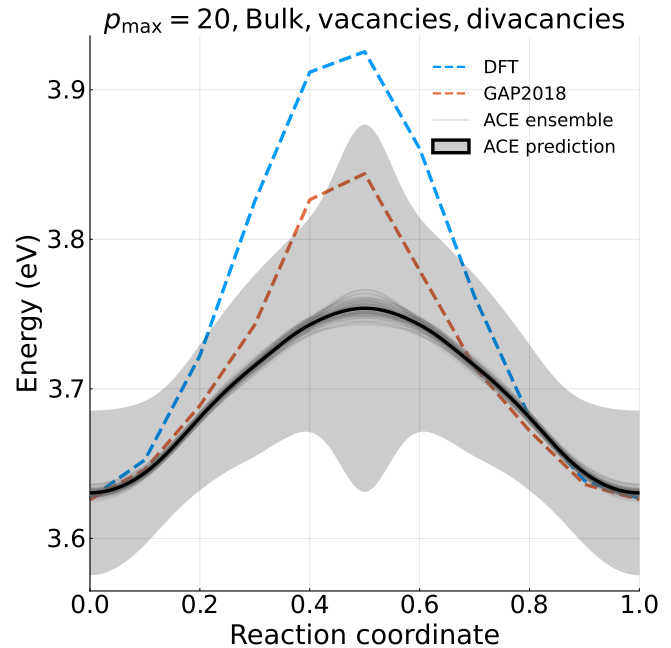 p_max = 20, Bulk, vacancies, divacancies
DFT
GAP2018
ACE ensemble
ACE prediction
Energy (eV)
3.9
3.8
3.7
3.6
0.0 0.2 0.4 0.6 0.8 1.0
Reaction coordinate